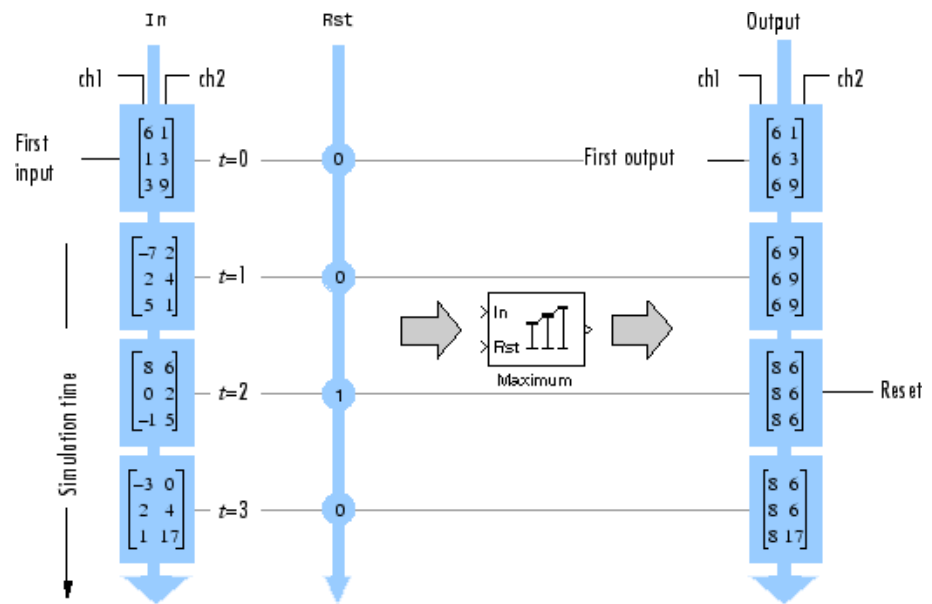 In Rst Output
ch1 ch2 ch1 ch2
First input
6 1 t=0 0 First output 6 1
1 3 6 3
3 9 6 9
-7 2 t=1 0 6 9
2 4 6 9
5 1 6 9
In
Rst
Maximum
Simulation time
8 6 t=2 1 8 6 Reset
0 2 8 6
-1 5 8 6
-3 0 t=3 0 8 6
2 4 8 6
1 17 8 17